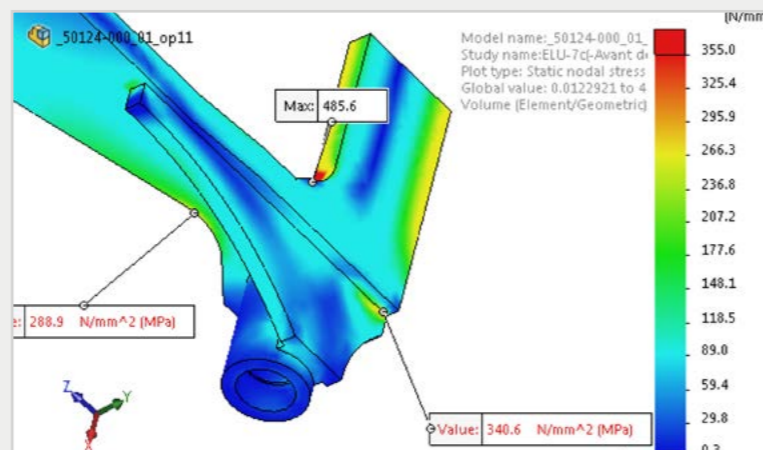 [N/mm
_50124-000_01_op11
Model name:_50124-000_01_
Study name:ELU-7c(-Avant d
Plot type: Static nodal stress
Global value: 0.0122921 to 4
Volume (Element/Geometric)
Max: 485.6
355.0
325.4
295.9
266.3
236.8
207.2
177.6
148.1
118.5
89.0
59.4
29.8
0.3
e: 288.9 N/mm^2 (MPa)
Value: 340.6 N/mm^2 (MPa)
Z
Y
X